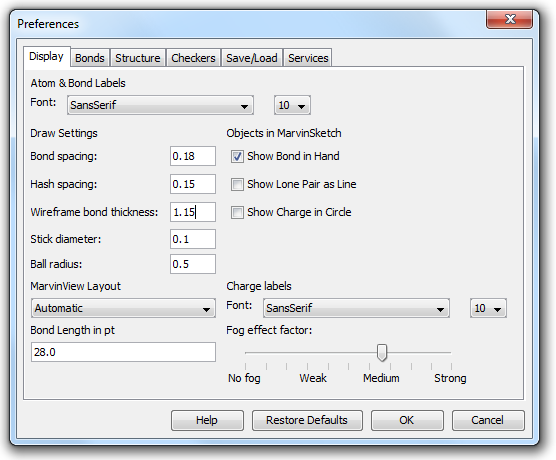 Preferences
Display Bonds Structure Checkers Save/Load Services
Atom & Bond Labels
Font: SansSerif 10
Draw Settings Objects in MarvinSketch
Bond spacing: 0.18 Show Bond in Hand
Hash spacing: 0.15 Show Lone Pair as Line
Wireframe bond thickness: 1.15 Show Charge in Circle
Stick diameter: 0.1
Ball radius: 0.5
MarvinView Layout Charge labels
Automatic Font: SansSerif 10
Bond Length in pt Fog effect factor:
28.0
No fog Weak Medium Strong
Help Restore Defaults OK Cancel